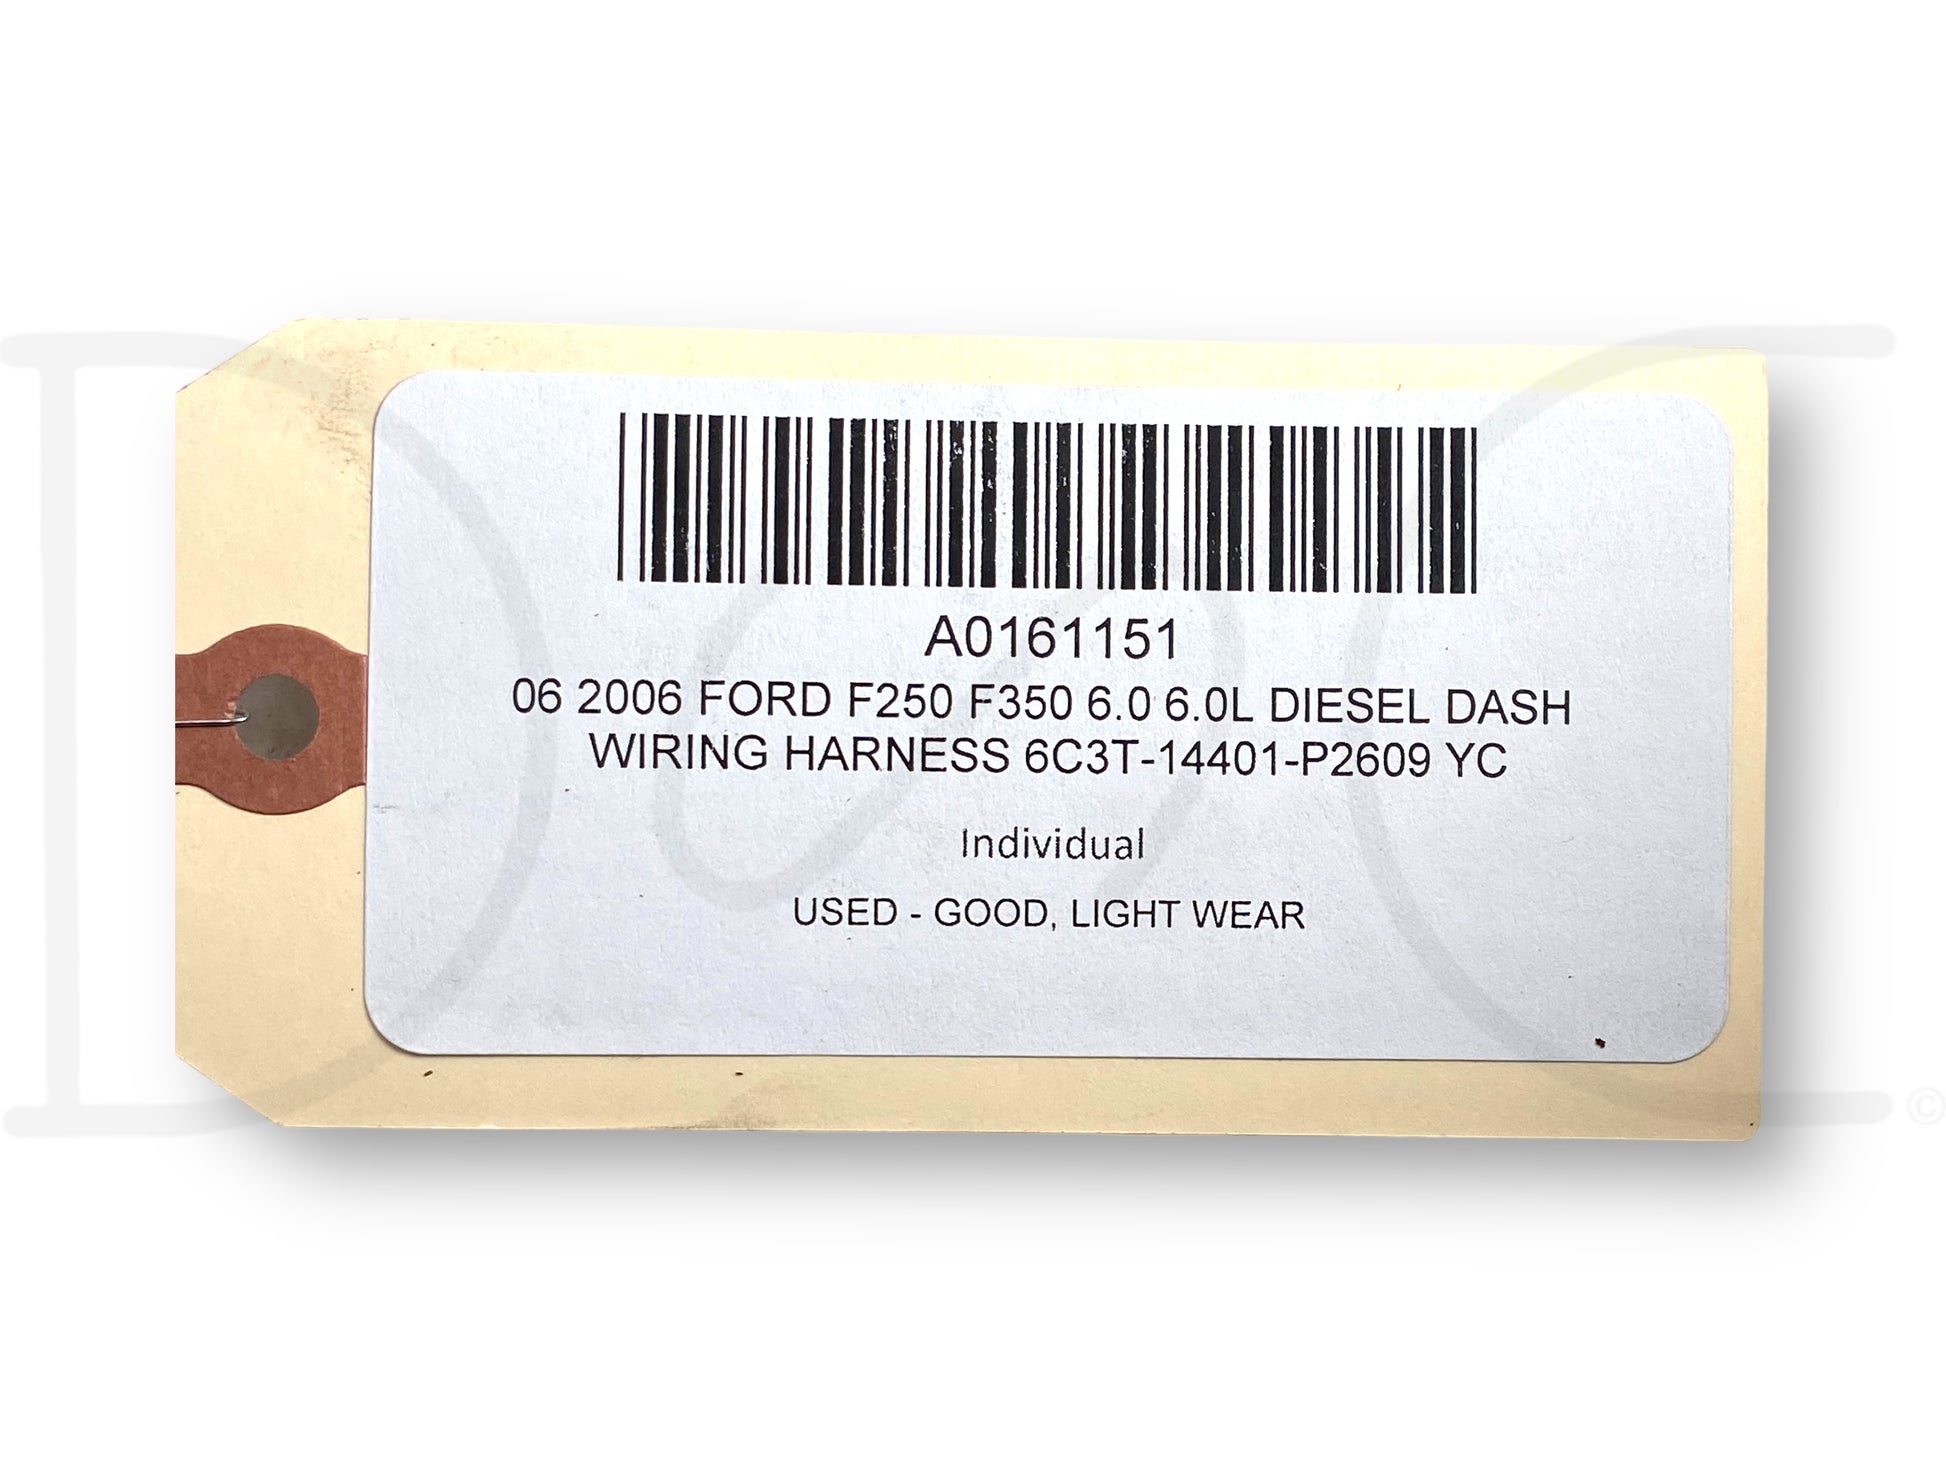 A0161151
06 2006 FORD F250 F350 6.0 6.0L DIESEL DASH
WIRING HARNESS 6C3T-14401-P2609 YC
Individual
USED - GOOD, LIGHT WEAR
©